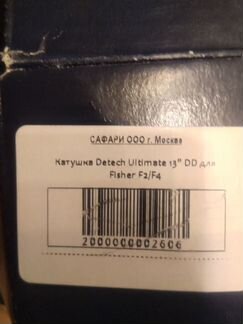 САФАРИ ООО г. Москва
Катушка Detech Ultimate 13" DD для
Fisher F2/F4
2000000002606